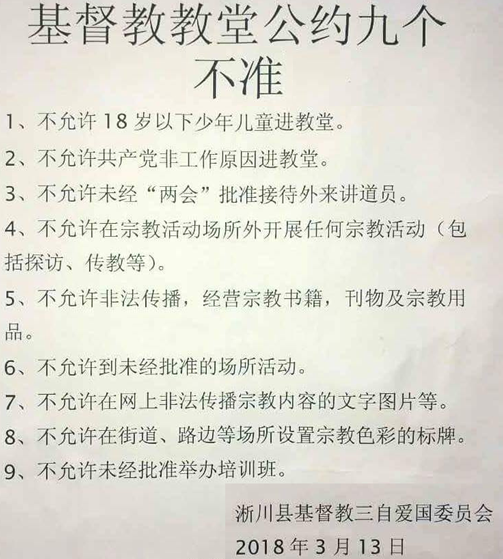 基督教教堂公约九个
不准
1、不允许 18 岁以下少年儿童进教堂。
2、不允许共产党非工作原因进教堂。
3、不允许未经“两会”批准接待外来讲道员。
4、不允许在宗教活动场所外开展任何宗教活动（包
括探访、传教等）。
5、不允许非法传播，经营宗教书籍，刊物及宗教用
品。
6、不允许到未经批准的场所活动。
7、不允许在网上非法传播宗教内容的文字图片等。
8、不允许在街道、路边等场所设置宗教色彩的标牌。
9、不允许未经批准举办培训班。
淅川县基督教三自爱国委员会
2018 年 3 月 13 日